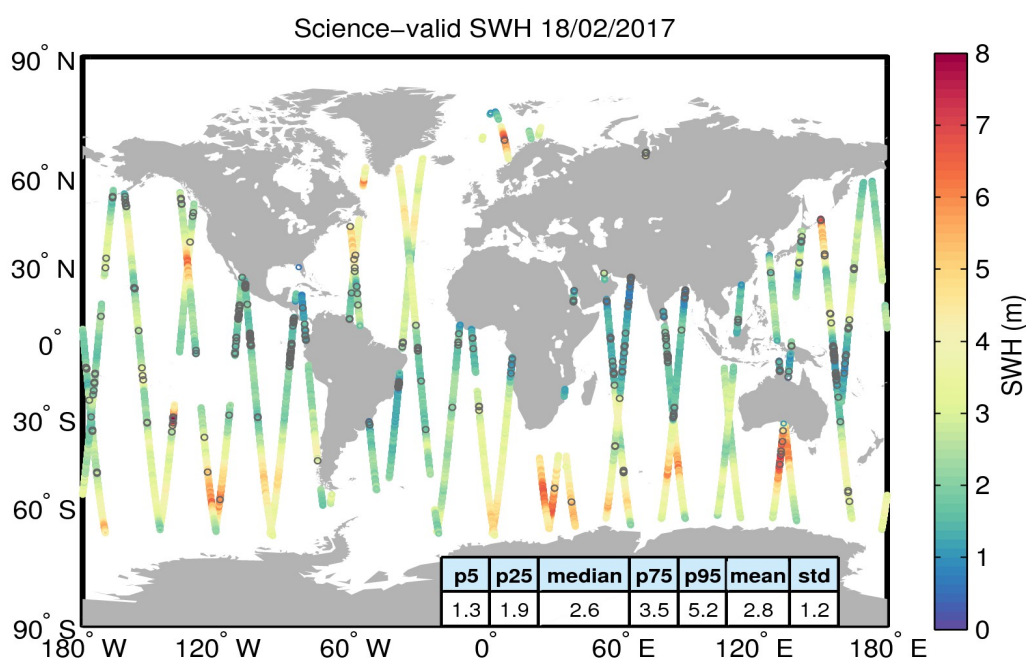 Science−valid SWH 18/02/2017
90° N
60° N
30° N
0°
30° S
60° S
90° S
180° W
120° W
60° W
0°
60° E
120° E
180° E
p5 p25 median p75 p95 mean std
1.3 1.9 2.6 3.5 5.2 2.8 1.2
8
7
6
5
4
3
2
1
0
SWH (m)